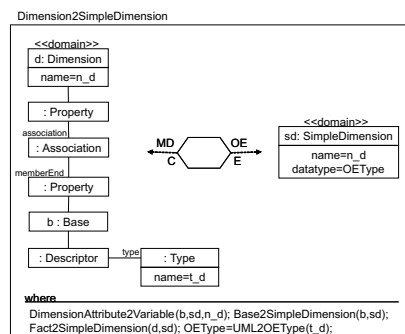 Dimension2SimpleDimension
<<domain>>
d: Dimension
name=n_d
: Property
association
: Association
memberEnd
: Property
b : Base
: Descriptor
type
: Type
name=t_d
MD
OE
C
E
<<domain>>
sd: SimpleDimension
name=n_d
datatype=OEType
where
DimensionAttribute2Variable(b,sd,n_d); Base2SimpleDimension(b,sd);
Fact2SimpleDimension(d,sd); OEType=UML2OEType(t_d);